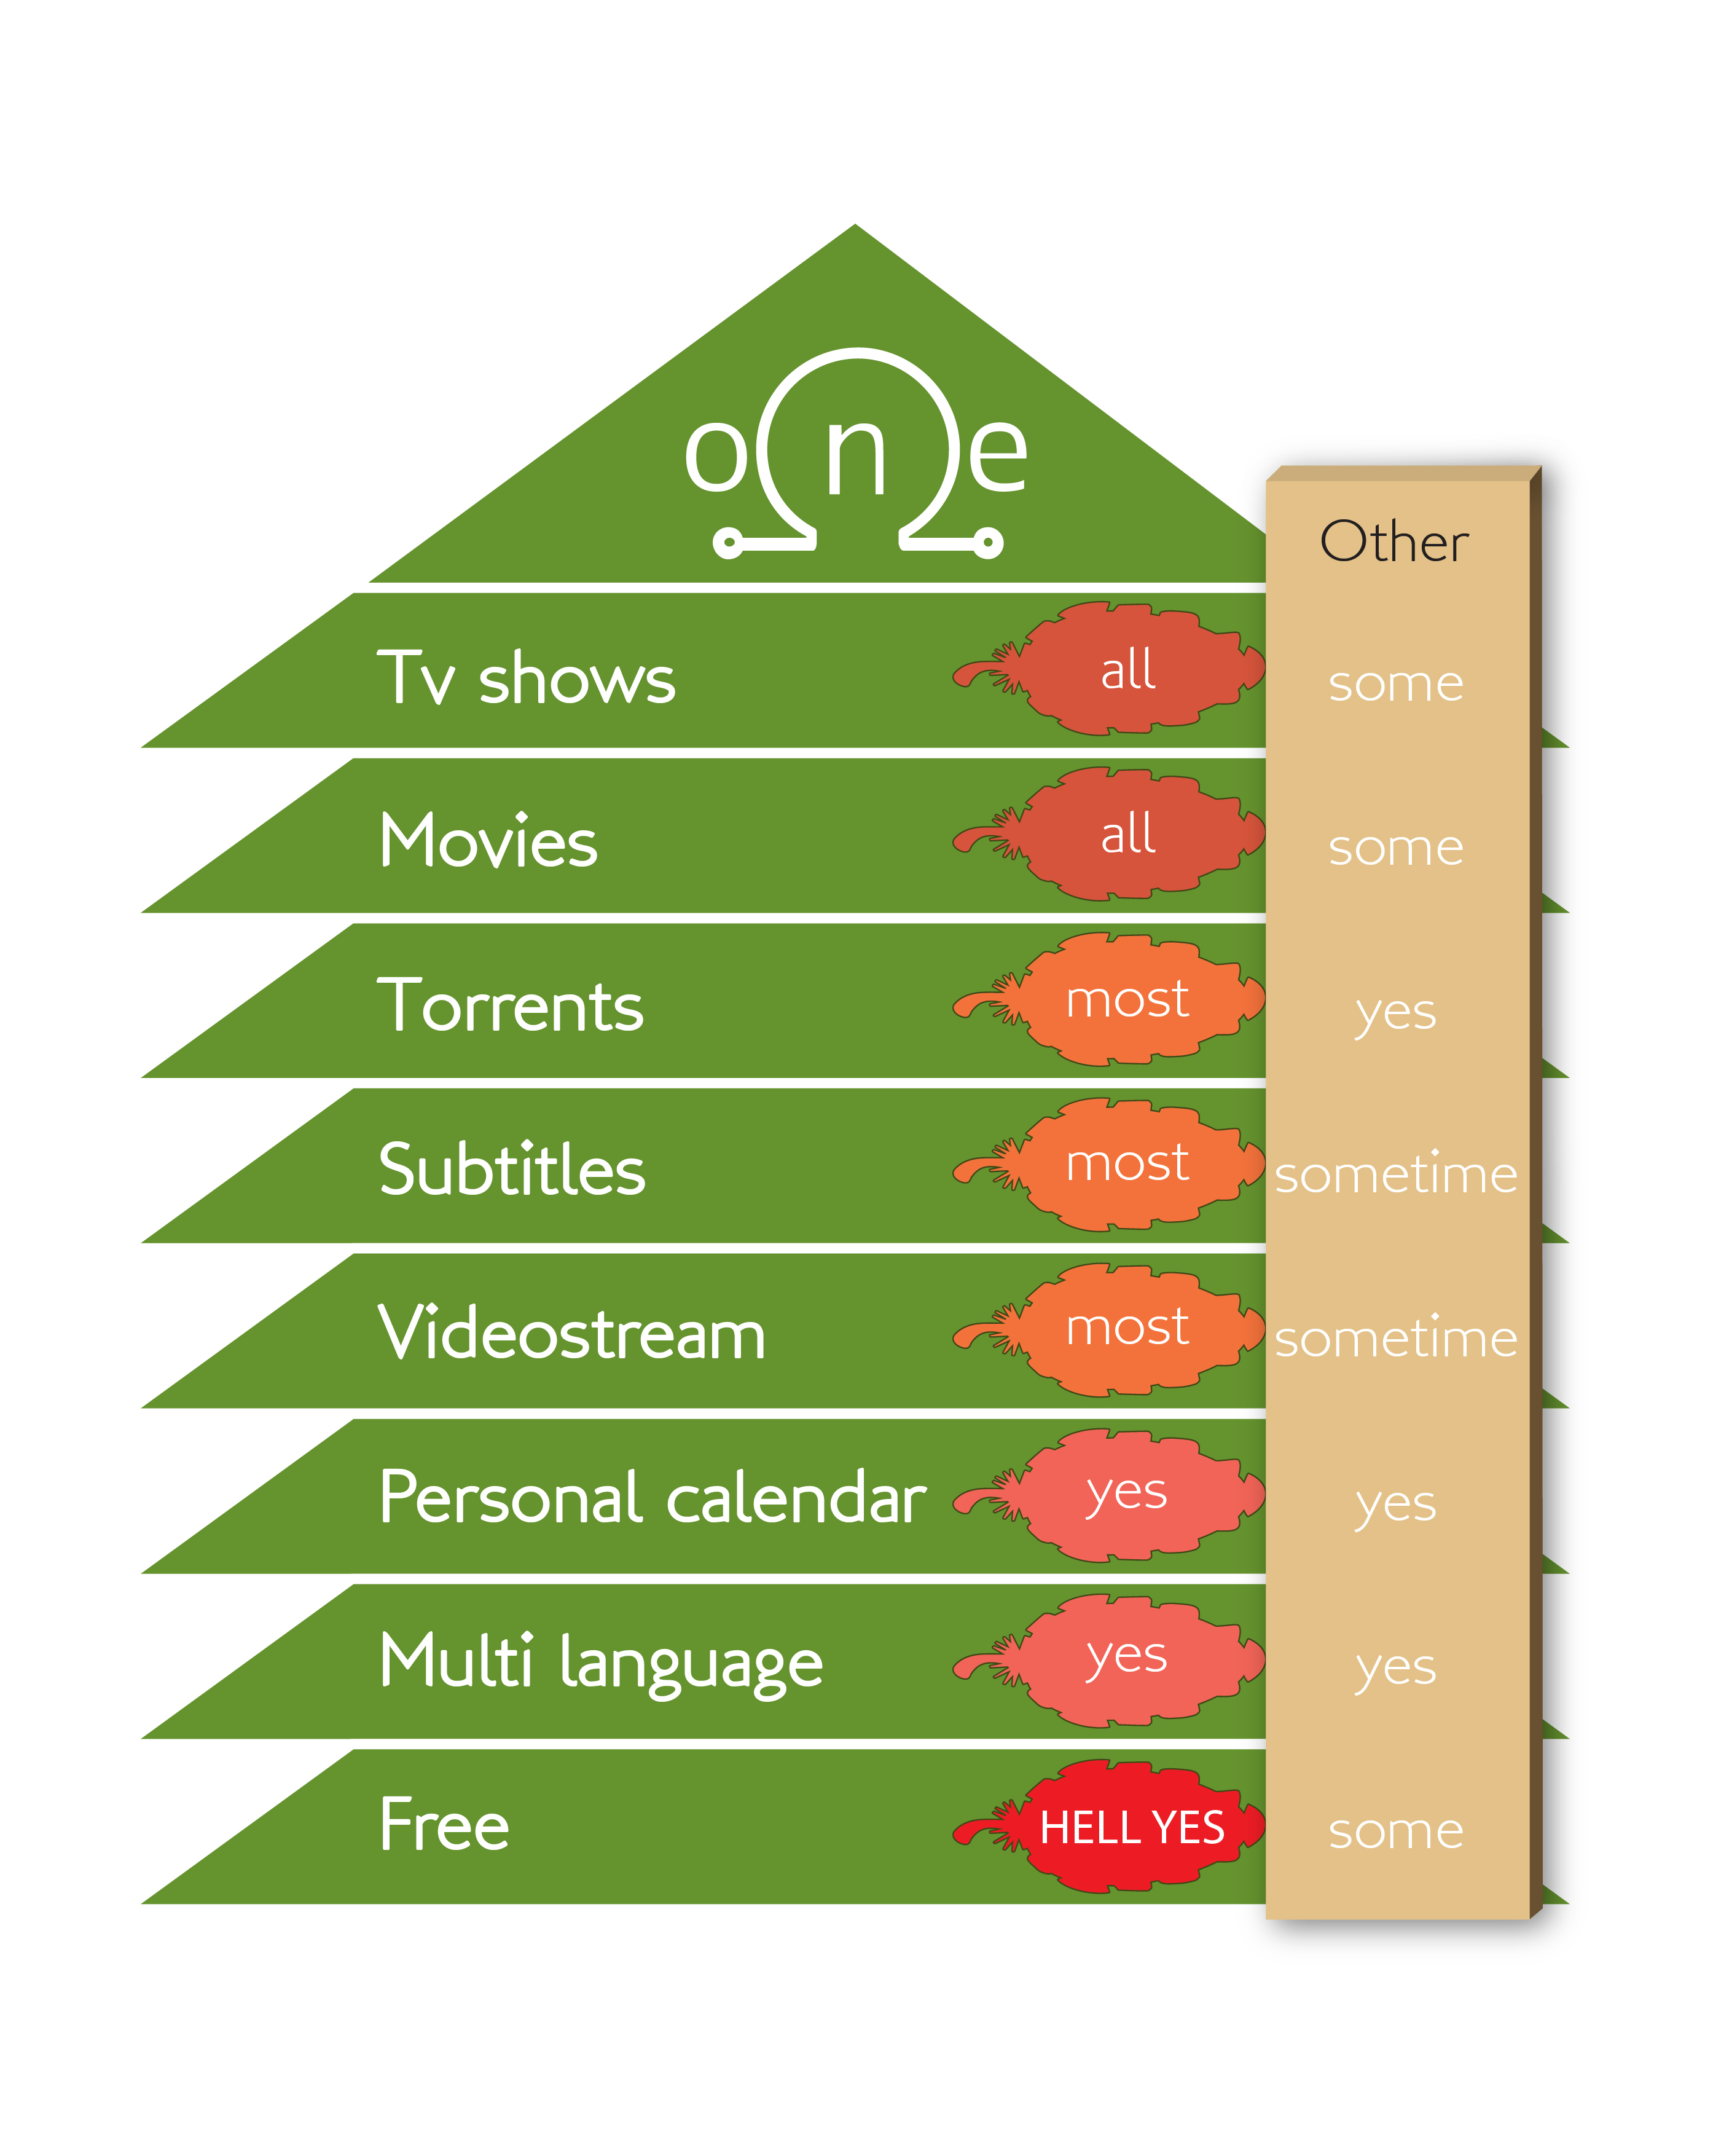 one
Other
Tv shows all some
Movies all some
Torrents most yes
Subtitles most sometime
Videostream most sometime
Personal calendar yes yes
Multi language yes yes
Free HELL YES some